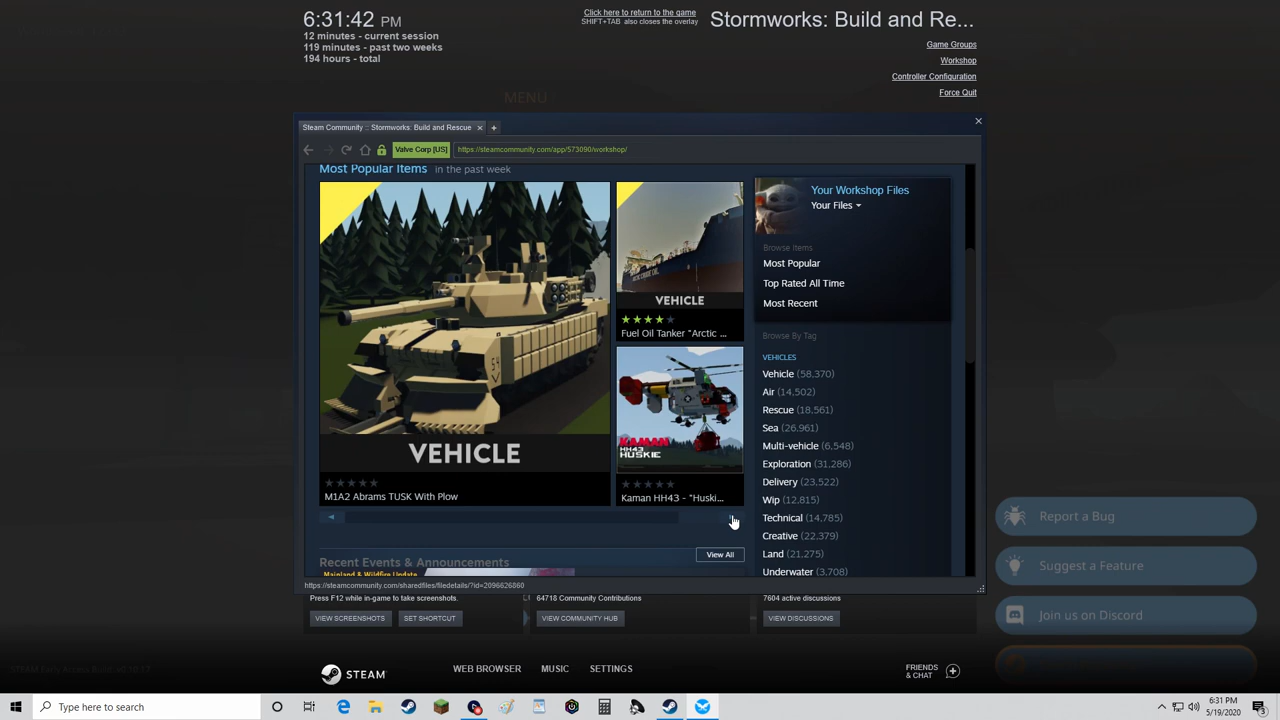 6:31:42 PM
12 minutes - current session
119 minutes - past two weeks
194 hours - total
Click here to return to the game
SHIFT+TAB also closes the overlay
Stormworks: Build and Re...
Game Groups
Workshop
Controller Configuration
Force Quit
MENU
Steam Community :: Stormworks: Build and Rescue
Valve Corp [US]
https://steamcommunity.com/app/573090/workshop/
Most Popular Items in the past week
VEHICLE
M1A2 Abrams TUSK With Plow
VEHICLE
Fuel Oil Tanker "Arctic ...
KAMAN
HH43
HUSKIE
Kaman HH43 - "Huski...
Your Workshop Files
Your Files
Browse Items
Most Popular
Top Rated All Time
Most Recent
Browse By Tag
VEHICLES
Vehicle (58,370)
Air (14,502)
Rescue (18,561)
Sea (26,961)
Multi-vehicle (6,548)
Exploration (31,286)
Delivery (23,522)
Wip (12,815)
Technical (14,785)
Creative (22,379)
Land (21,275)
Underwater (3,708)
View All
Recent Events & Announcements
Mainland & Wildfire Update
https://steamcommunity.com/sharedfiles/filedetails/?id=2096626860
Press F12 while in-game to take screenshots.
VIEW SCREENSHOTS
SET SHORTCUT
64718 Community Contributions
VIEW COMMUNITY HUB
7604 active discussions
VIEW DISCUSSIONS
Report a Bug
Suggest a Feature
Join us on Discord
STEAM
WEB BROWSER
MUSIC
SETTINGS
FRIENDS
& CHAT
Type here to search
6:31 PM
5/19/2020
3